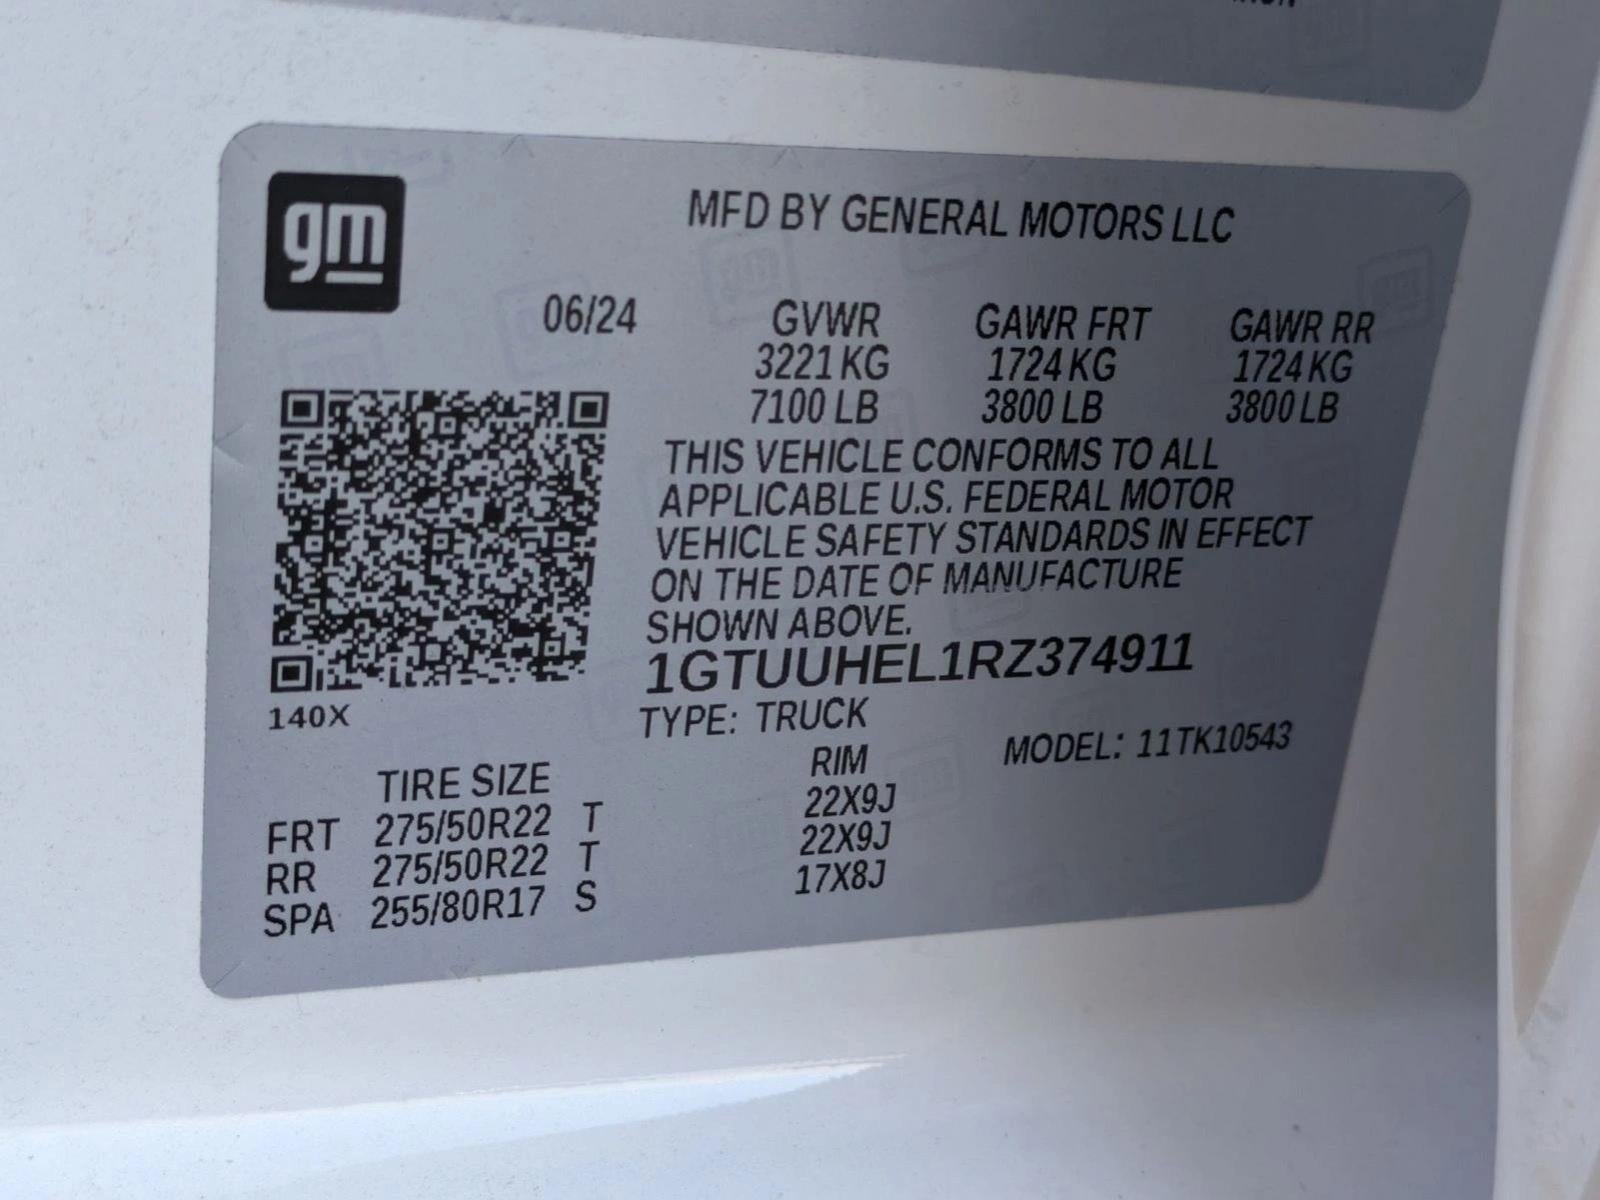 gm
MFD BY GENERAL MOTORS LLC
06/24 GVWR GAWR FRT GAWR RR
3221 KG 1724 KG 1724 KG
7100 LB 3800 LB 3800 LB
THIS VEHICLE CONFORMS TO ALL
APPLICABLE U.S. FEDERAL MOTOR
VEHICLE SAFETY STANDARDS IN EFFECT
ON THE DATE OF MANUFACTURE
SHOWN ABOVE.
1GTUUHEL1RZ374911
140X
TYPE: TRUCK
MODEL: 11TK10543
TIRE SIZE RIM
FRT 275/50R22 T 22X9J
RR 275/50R22 T 22X9J
SPA 255/80R17 S 17X8J